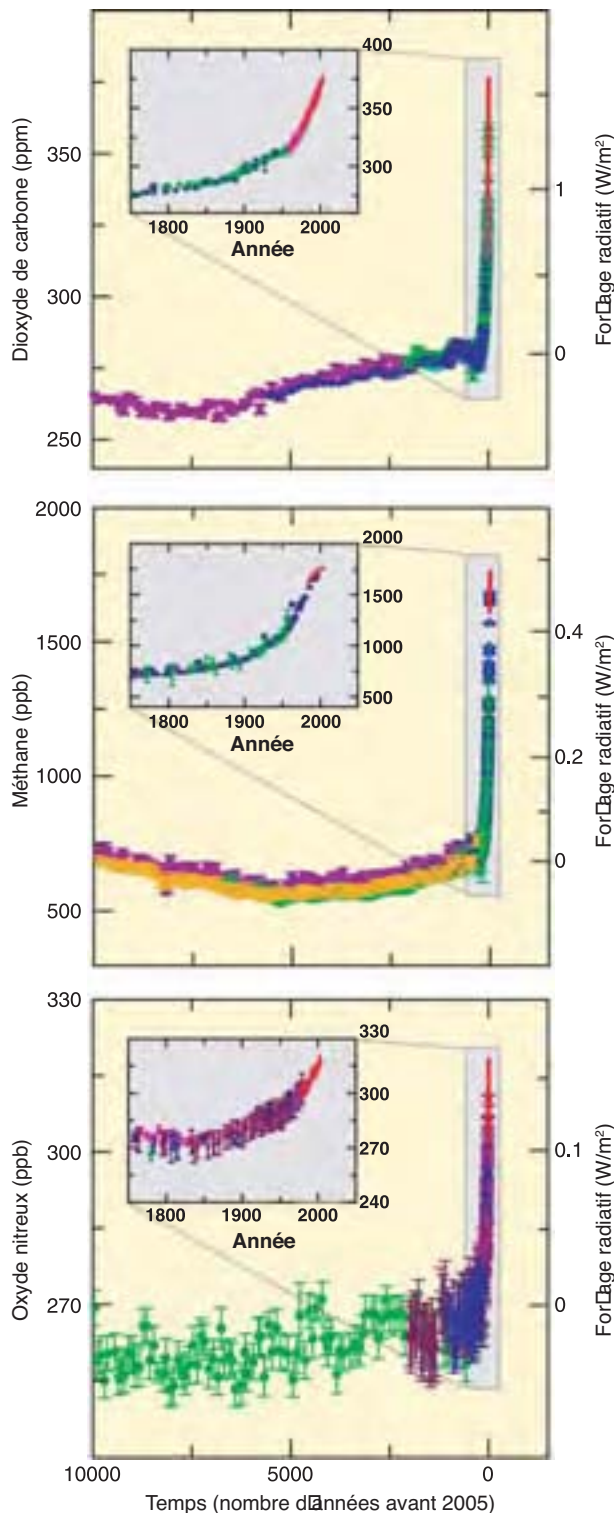 Dioxyde de carbone (ppm)
350
300
250
400
350
300
1800 1900 2000
Année
1
0
For□age radiatif (W/m²)
Méthane (ppb)
2000
1500
1000
500
2000
1500
1000
500
1800 1900 2000
Année
0.4
0.2
0
For□age radiatif (W/m²)
Oxyde nitreux (ppb)
330
300
270
330
300
270
240
1800 1900 2000
Année
0.1
0
For□age radiatif (W/m²)
10000 5000 0
Temps (nombre d□années avant 2005)